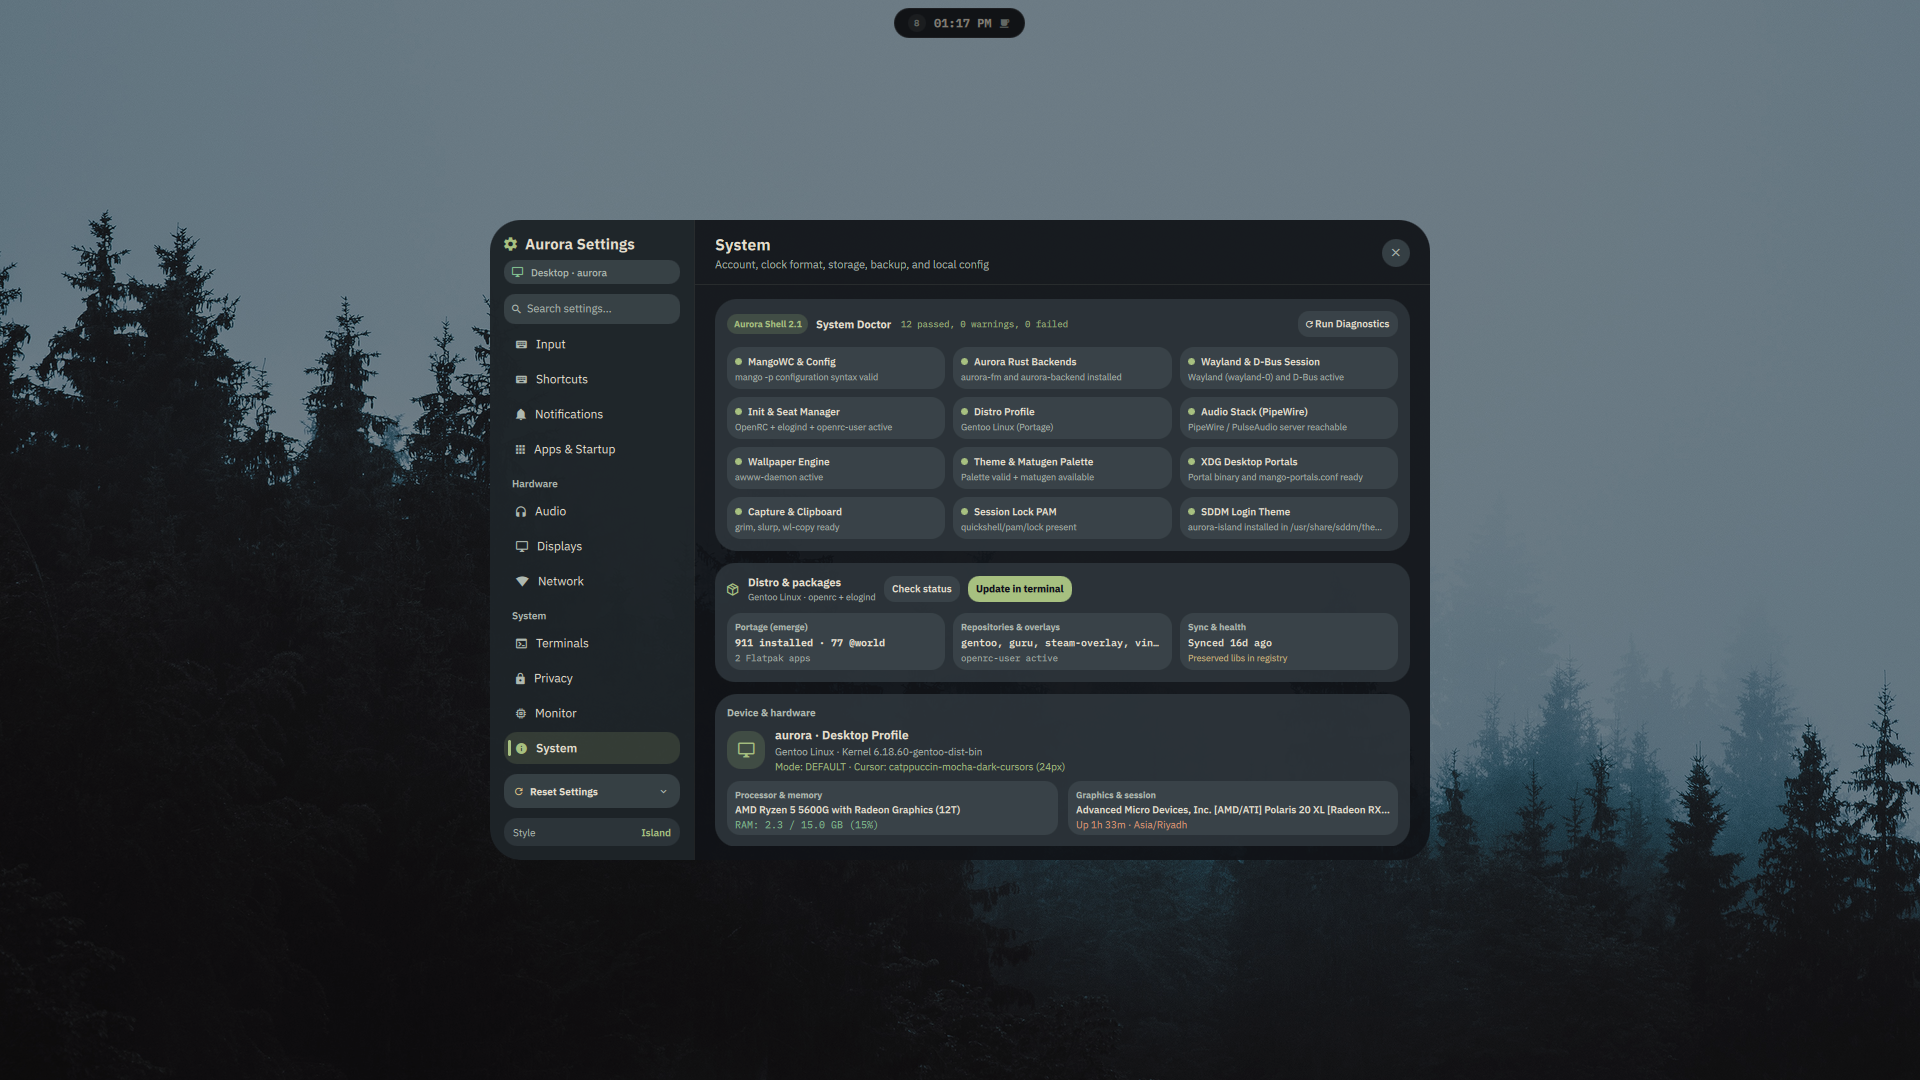 8 01:17 PM
Aurora Settings
Desktop · aurora
Search settings...
Input
Shortcuts
Notifications
Apps & Startup
Hardware
Audio
Displays
Network
System
Terminals
Privacy
Monitor
System
Reset Settings
Style Island
System
Account, clock format, storage, backup, and local config
Aurora Shell 2.1 System Doctor 12 passed, 0 warnings, 0 failed Run Diagnostics
MangoWC & Config
mango -p configuration syntax valid
Aurora Rust Backends
aurora-fm and aurora-backend installed
Wayland & D-Bus Session
Wayland (wayland-0) and D-Bus active
Init & Seat Manager
OpenRC + elogind + openrc-user active
Distro Profile
Gentoo Linux (Portage)
Audio Stack (PipeWire)
PipeWire / PulseAudio server reachable
Wallpaper Engine
awww-daemon active
Theme & Matugen Palette
Palette valid + matugen available
XDG Desktop Portals
Portal binary and mango-portals.conf ready
Capture & Clipboard
grim, slurp, wl-copy ready
Session Lock PAM
quickshell/pam/lock present
SDDM Login Theme
aurora-island installed in /usr/share/sddm/the...
Distro & packages
Gentoo Linux · openrc + elogind
Check status
Update in terminal
Portage (emerge)
911 installed · 77 @world
2 Flatpak apps
Repositories & overlays
gentoo, guru, steam-overlay, vin…
openrc-user active
Sync & health
Synced 16d ago
Preserved libs in registry
Device & hardware
aurora · Desktop Profile
Gentoo Linux · Kernel 6.18.60-gentoo-dist-bin
Mode: DEFAULT · Cursor: catppuccin-mocha-dark-cursors (24px)
Processor & memory
AMD Ryzen 5 5600G with Radeon Graphics (12T)
RAM: 2.3 / 15.0 GB (15%)
Graphics & session
Advanced Micro Devices, Inc. [AMD/ATI] Polaris 20 XL [Radeon RX...
Up 1h 33m · Asia/Riyadh